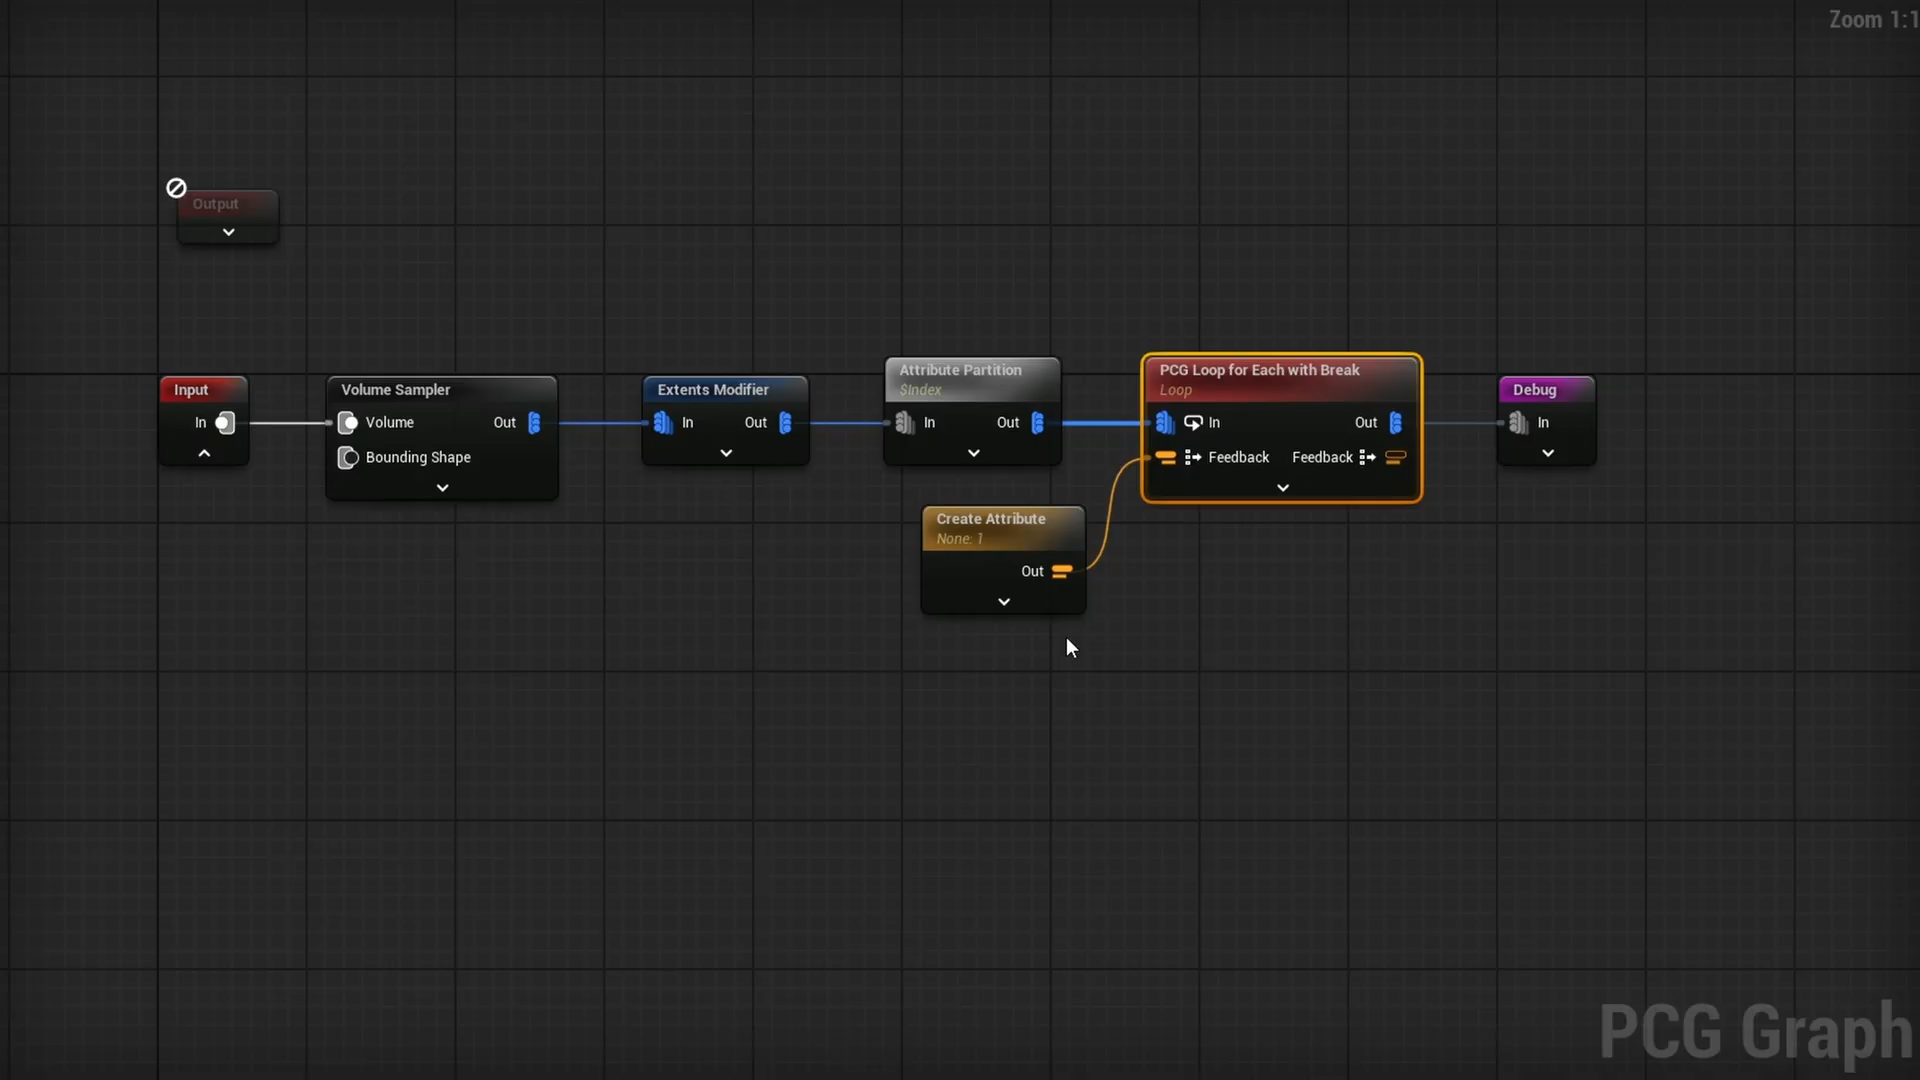 Zoom 1:1
Output
Input
In
Volume Sampler
Volume
Out
Bounding Shape
Extents Modifier
In
Out
Attribute Partition
$Index
In
Out
PCG Loop for Each with Break
Loop
In
Out
Feedback
Feedback
Debug
In
Create Attribute
None: 1
Out
PCG Graph